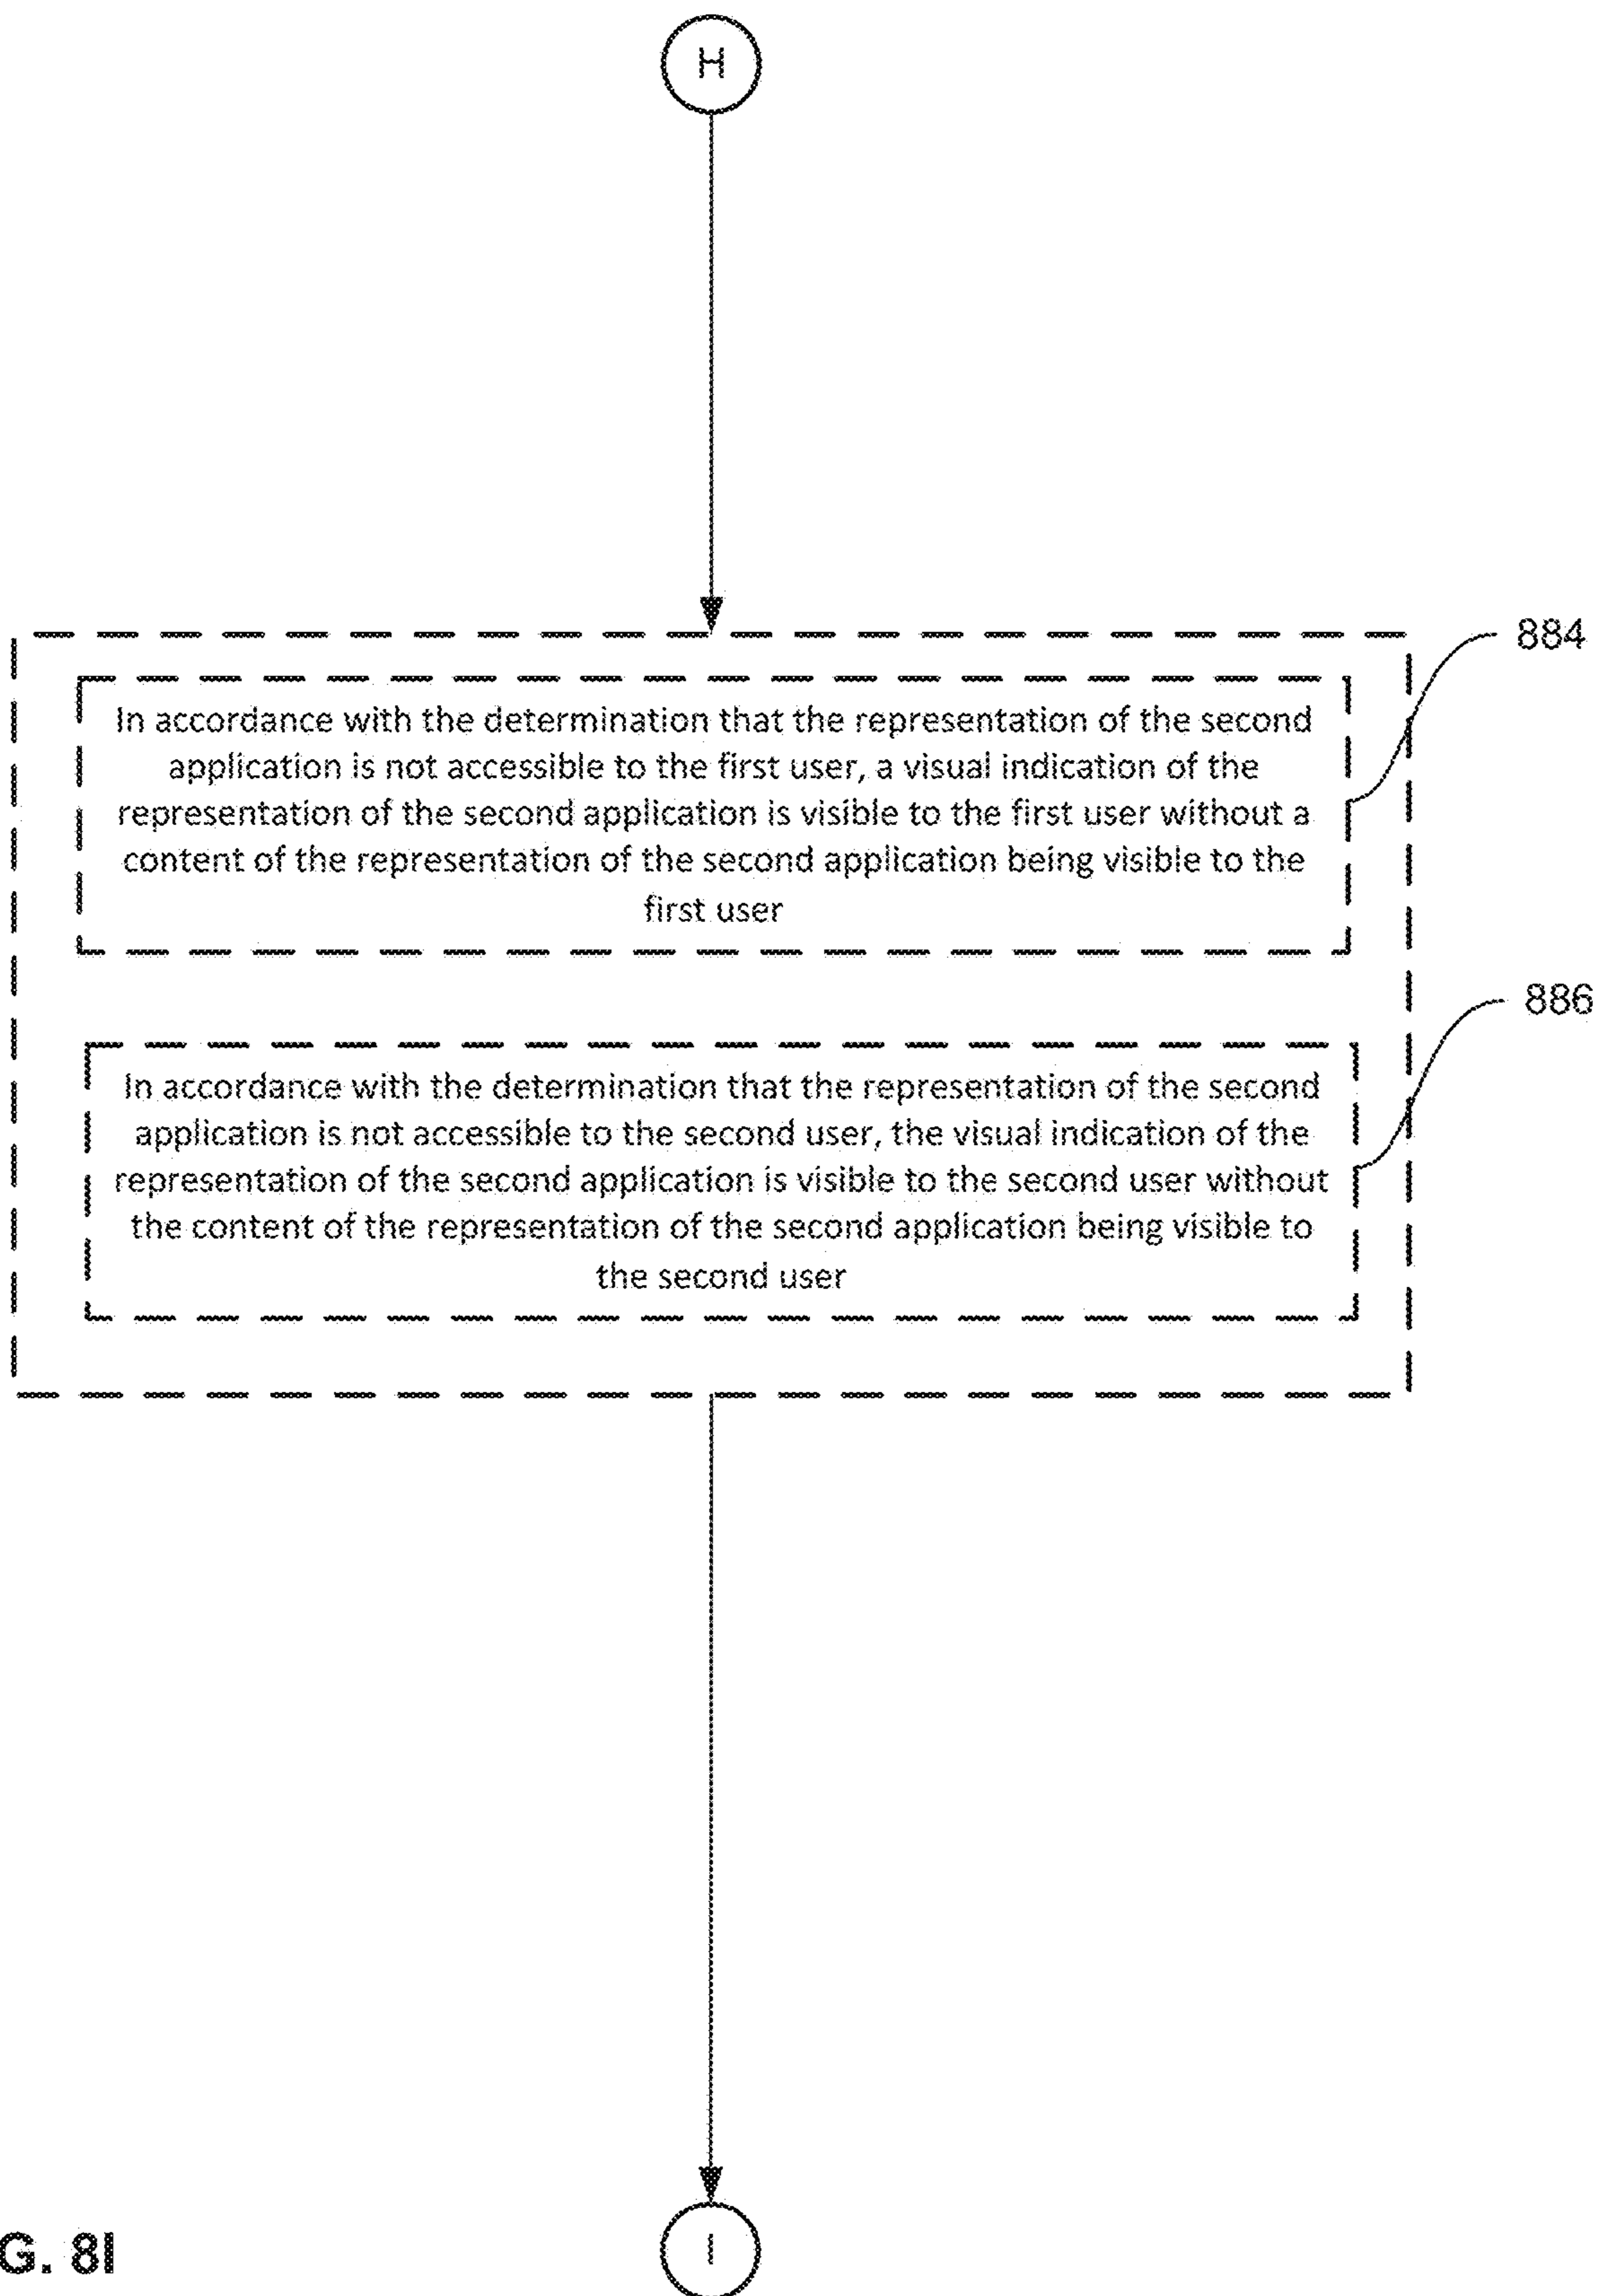 H
884
In accordance with the determination that the representation of the second
application is not accessible to the first user, a visual indication of the
representation of the second application is visible to the first user without a
content of the representation of the second application being visible to the
first user
886
In accordance with the determination that the representation of the second
application is not accessible to the second user, the visual indication of the
representation of the second application is visible to the second user without
the content of the representation of the second application being visible to
the second user
G. 8I
I